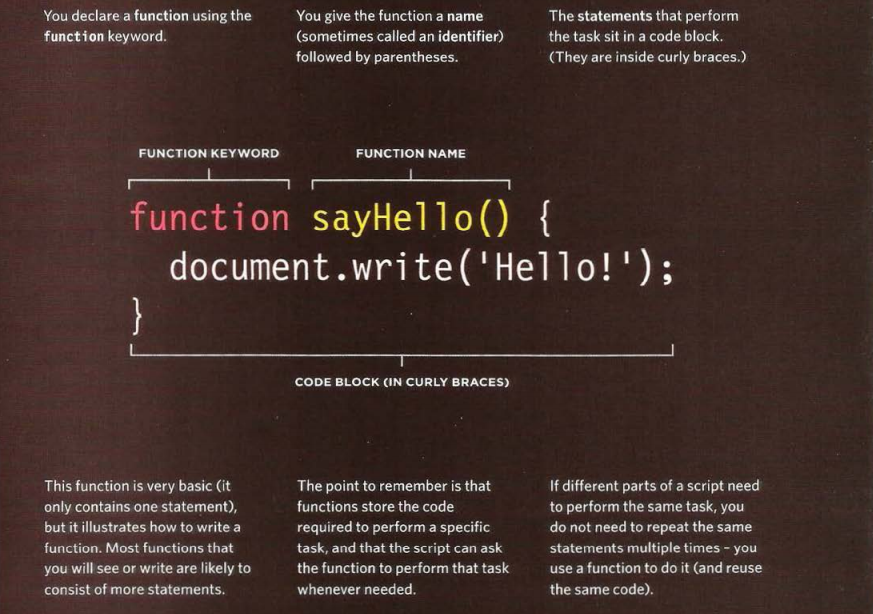 You declare a function using the
function keyword.
You give the function a name
(sometimes called an identifier)
followed by parentheses.
The statements that perform
the task sit in a code block.
(They are inside curly braces.)
FUNCTION KEYWORD
FUNCTION NAME
function sayHello() {
document.write('Hello!');
}
CODE BLOCK (IN CURLY BRACES)
This function is very basic (it
only contains one statement),
but it illustrates how to write a
function. Most functions that
you will see or write are likely to
consist of more statements.
The point to remember is that
functions store the code
required to perform a specific
task, and that the script can ask
the function to perform that task
whenever needed.
If different parts of a script need
to perform the same task, you
do not need to repeat the same
statements multiple times – you
use a function to do it (and reuse
the same code).